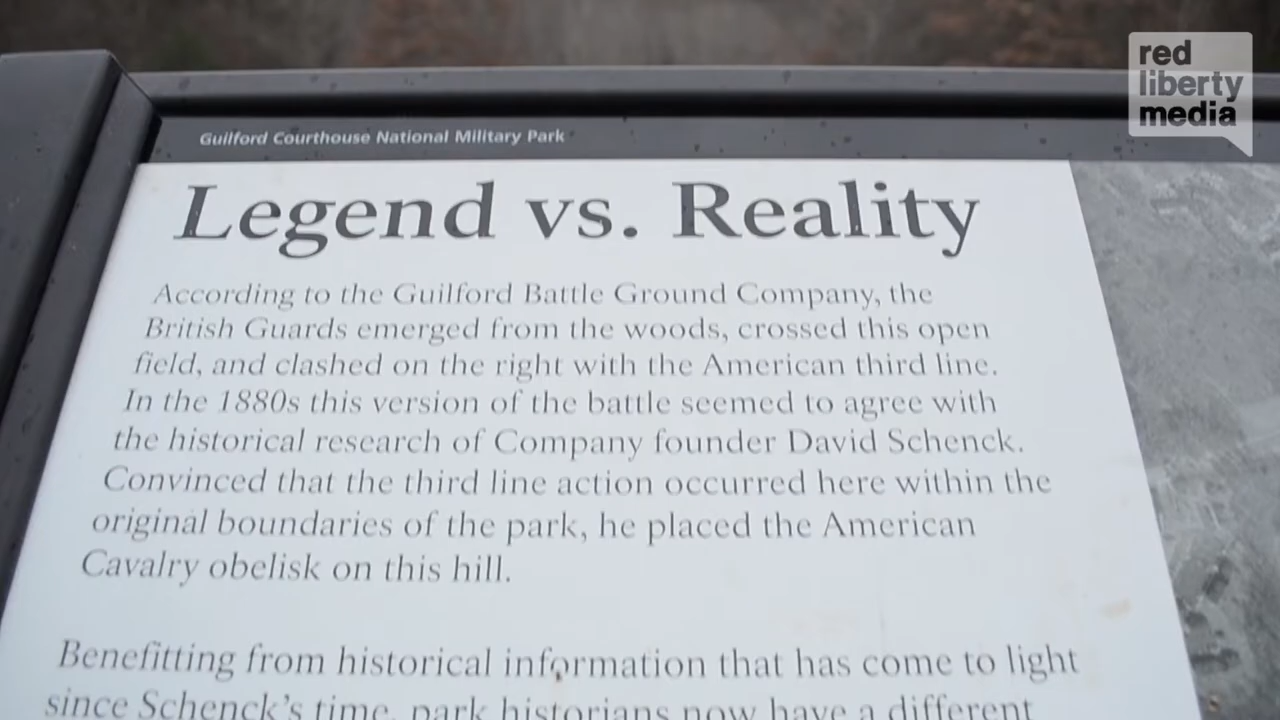 red
liberty
media
Guilford Courthouse National Military Park
Legend vs. Reality
According to the Guilford Battle Ground Company, the
British Guards emerged from the woods, crossed this open
field, and clashed on the right with the American third line.
In the 1880s this version of the battle seemed to agree with
the historical research of Company founder David Schenck.
Convinced that the third line action occurred here within the
original boundaries of the park, he placed the American
Cavalry obelisk on this hill.
Benefitting from historical information that has come to light
since Schenck's time, park historians now have a different